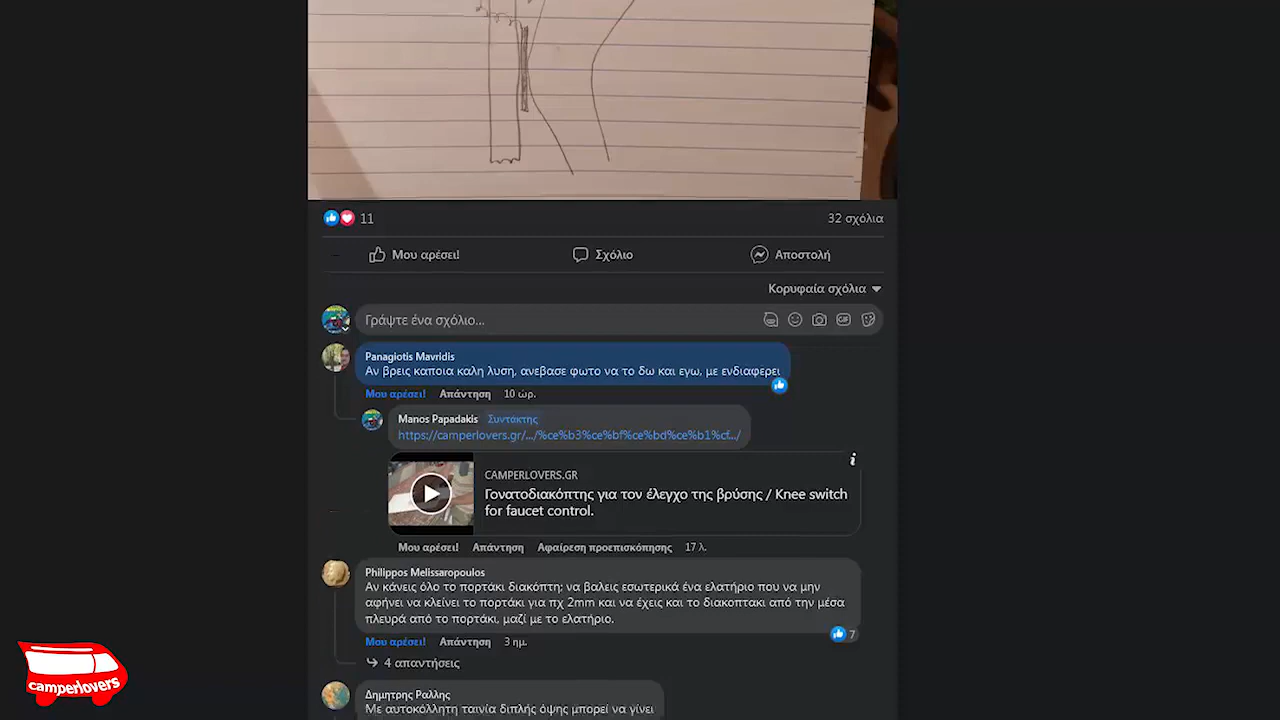 11
32 σχόλια
Μου αρέσει!
Σχόλιο
Αποστολή
Κορυφαία σχόλια
Γράψτε ένα σχόλιο...
GIF
Panagiotis Mavridis
Αν βρεις καποια καλη λυση, ανεβασε φωτο να το δω και εγω, με ενδιαφερει
Μου αρέσει! Απάντηση 10 ώρ.
Manos Papadakis Συντάκτης
https://camperlovers.gr/.../%ce%b3%ce%bf%ce%bd%ce%b1%cf.../
CAMPERLOVERS.GR
Γονατοδιακόπτης για τον έλεγχο της βρύσης / Knee switch
for faucet control.
Μου αρέσει! Απάντηση Αφαίρεση προεπισκόπησης 17 λ.
Philippos Melissaropoulos
Αν κάνεις όλο το πορτάκι διακόπτη; να βαλεις εσωτερικά ένα ελατήριο που να μην
αφήνει να κλείνει το πορτάκι για πχ 2mm και να έχεις και το διακοπτακι από την μέσα
πλευρά από το πορτάκι, μαζί με το ελατήριο.
7
Μου αρέσει! Απάντηση 3 ημ.
4 απαντήσεις
Δημητρης Ραλλης
Με αυτοκόλλητη ταινία διπλής όψης μπορεί να γίνει
camperlovers